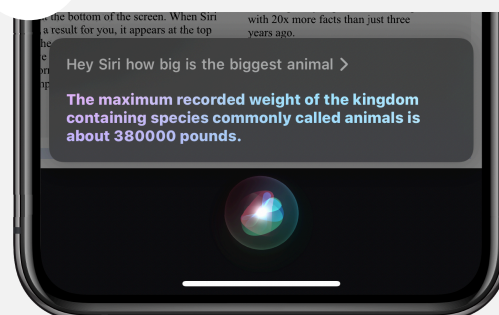 the bottom of the screen. When Siri
a result for you, it appears at the top
with 20x more facts than just three
years ago.
Hey Siri how big is the biggest animal >
The maximum recorded weight of the kingdom
containing species commonly called animals is
about 380000 pounds.